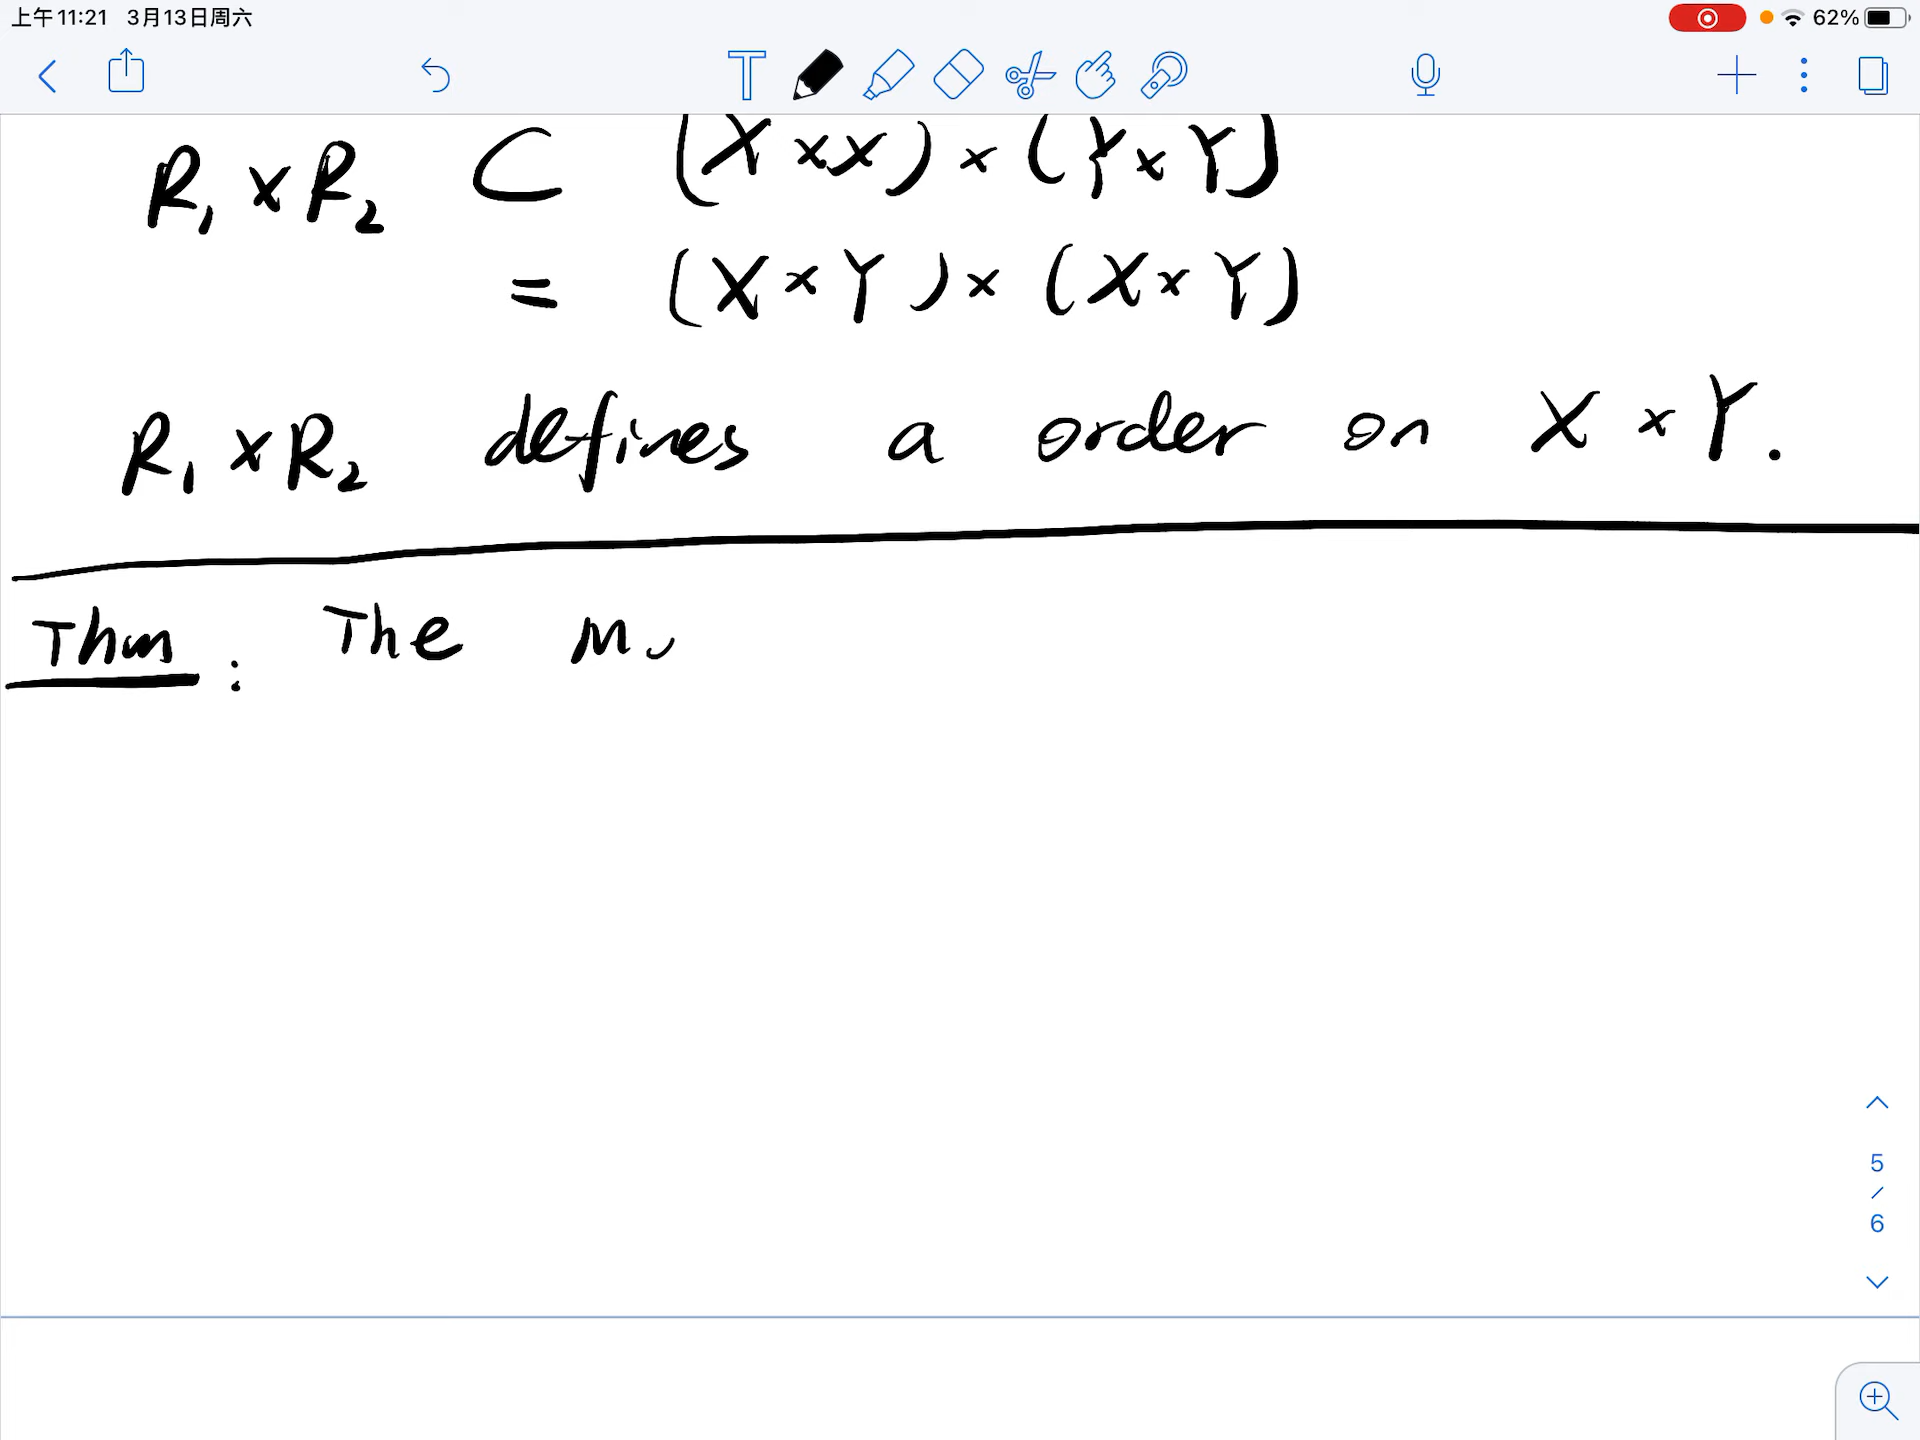 上午11:21 3月13日周六
62%
T
R₁ × R₂ ⊂ (X × X) × (Y × Y)
= (X × Y) × (X × Y)
R₁ × R₂ defines a order on X × Y.
Thm : The
5
/
6